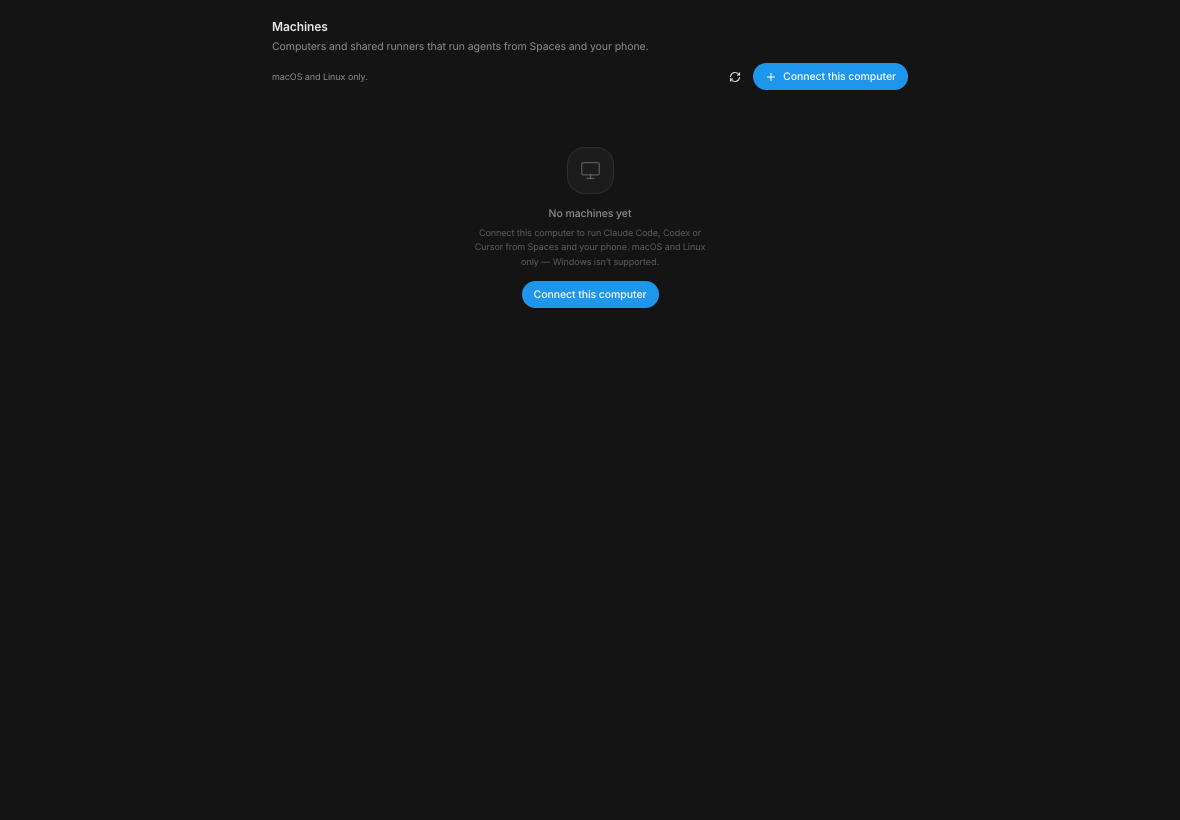 Machines
Computers and shared runners that run agents from Spaces and your phone.
macOS and Linux only.
Connect this computer
No machines yet
Connect this computer to run Claude Code, Codex or
Cursor from Spaces and your phone. macOS and Linux
only — Windows isn't supported.
Connect this computer